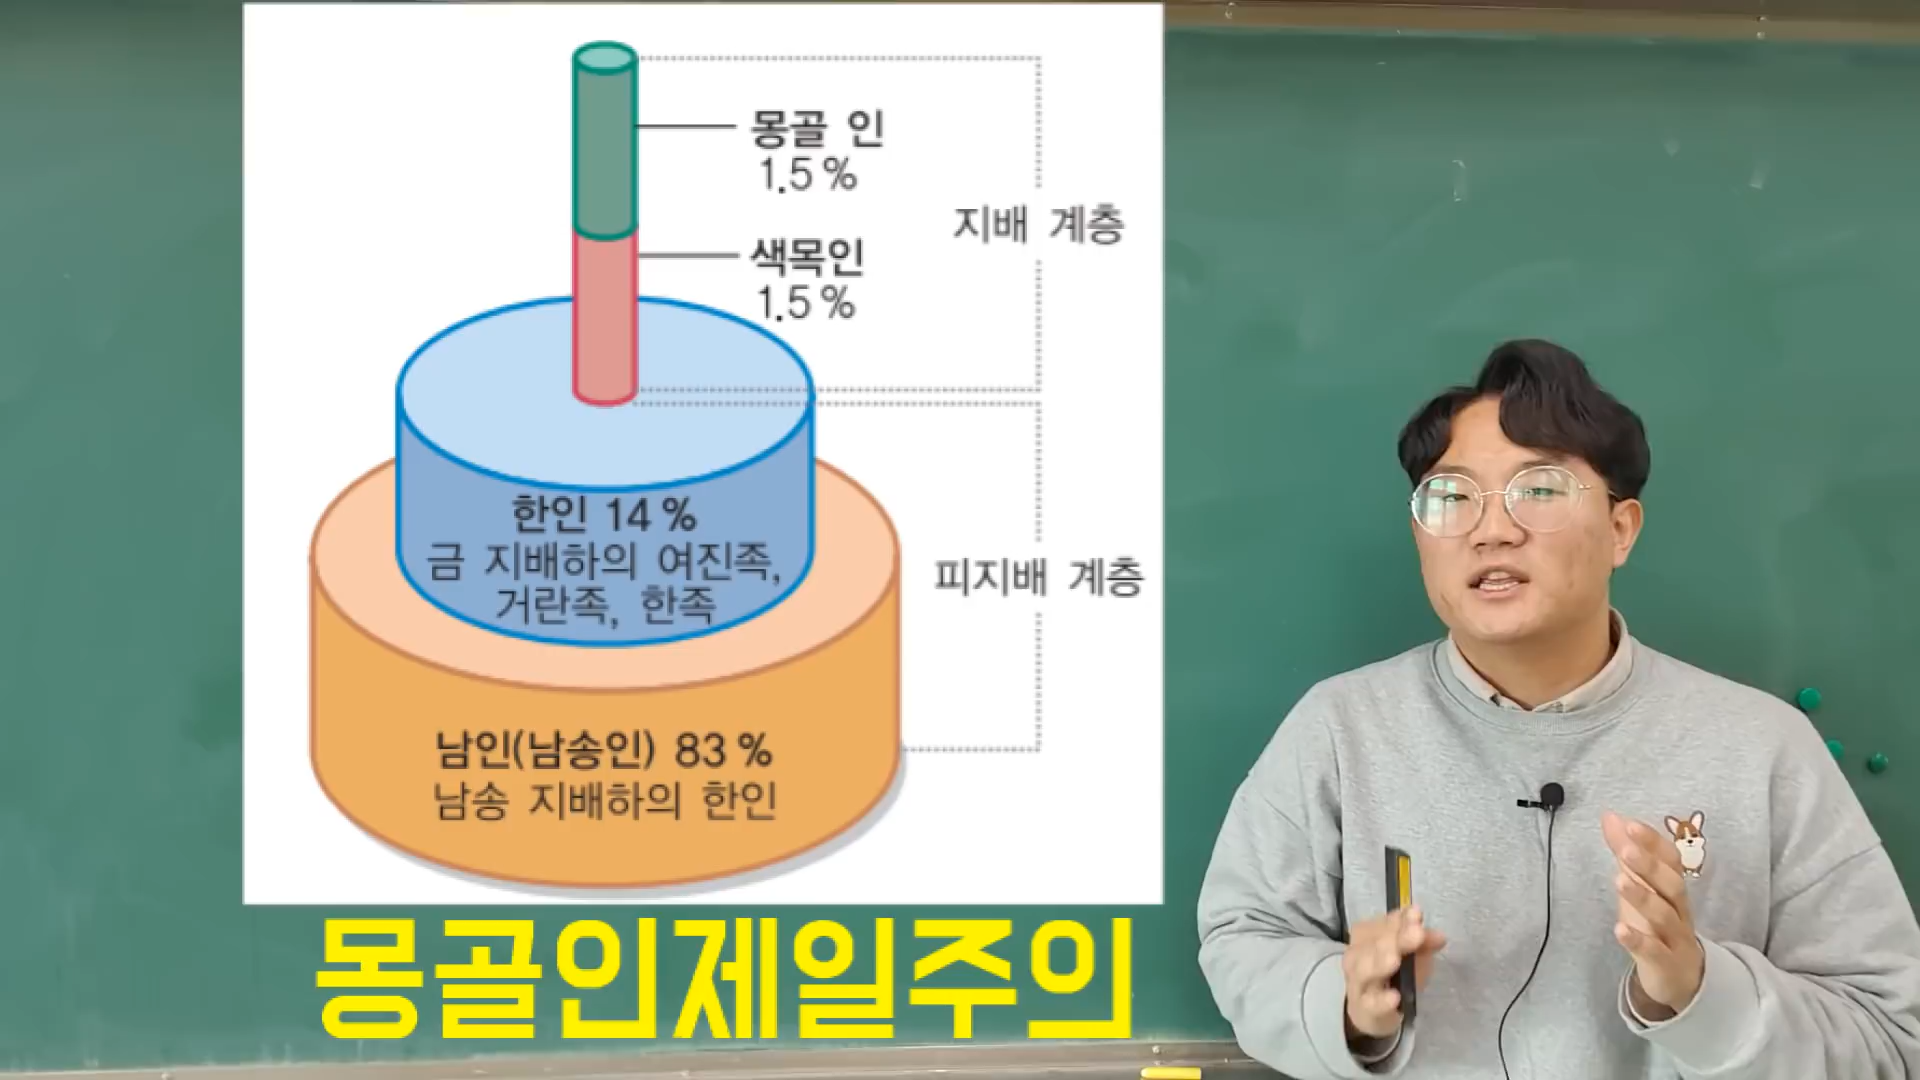 몽골 인
1.5 %
색목인
1.5 %
지배 계층
한인 14 %
금 지배하의 여진족,
거란족, 한족
피지배 계층
남인(남송인) 83 %
남송 지배하의 한인
몽골인제일주의